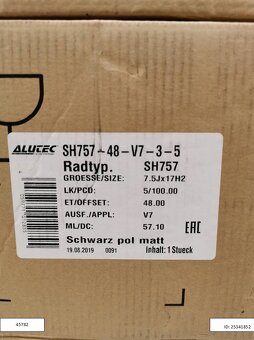 ALUTEC SH757-48-V7-3-5
Radtyp. SH757
GROESSE/SIZE: 7.5Jx17H2
LK/PCD: 5/100.00
ET/OFFSET: 48.00
AUSF./APPL: V7
ML/DC: 57.10
EAC
Schwarz pol matt
19.08.2019 0091 Inhalt: 1 Stueck
45782
ID: 25341852